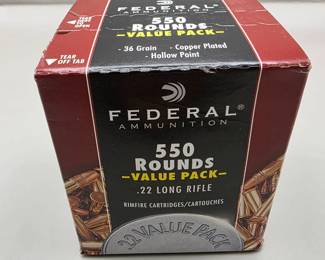 550
ROUNDS
VALUE PACK
• 36 Grain • Copper Plated
• Hollow Point
TEAR
OFF TAB
FEDERAL®
AMMUNITION
550
ROUNDS
VALUE PACK
.22 LONG RIFLE
RIMFIRE CARTRIDGES/CARTOUCHES
.22 VALUE PACK